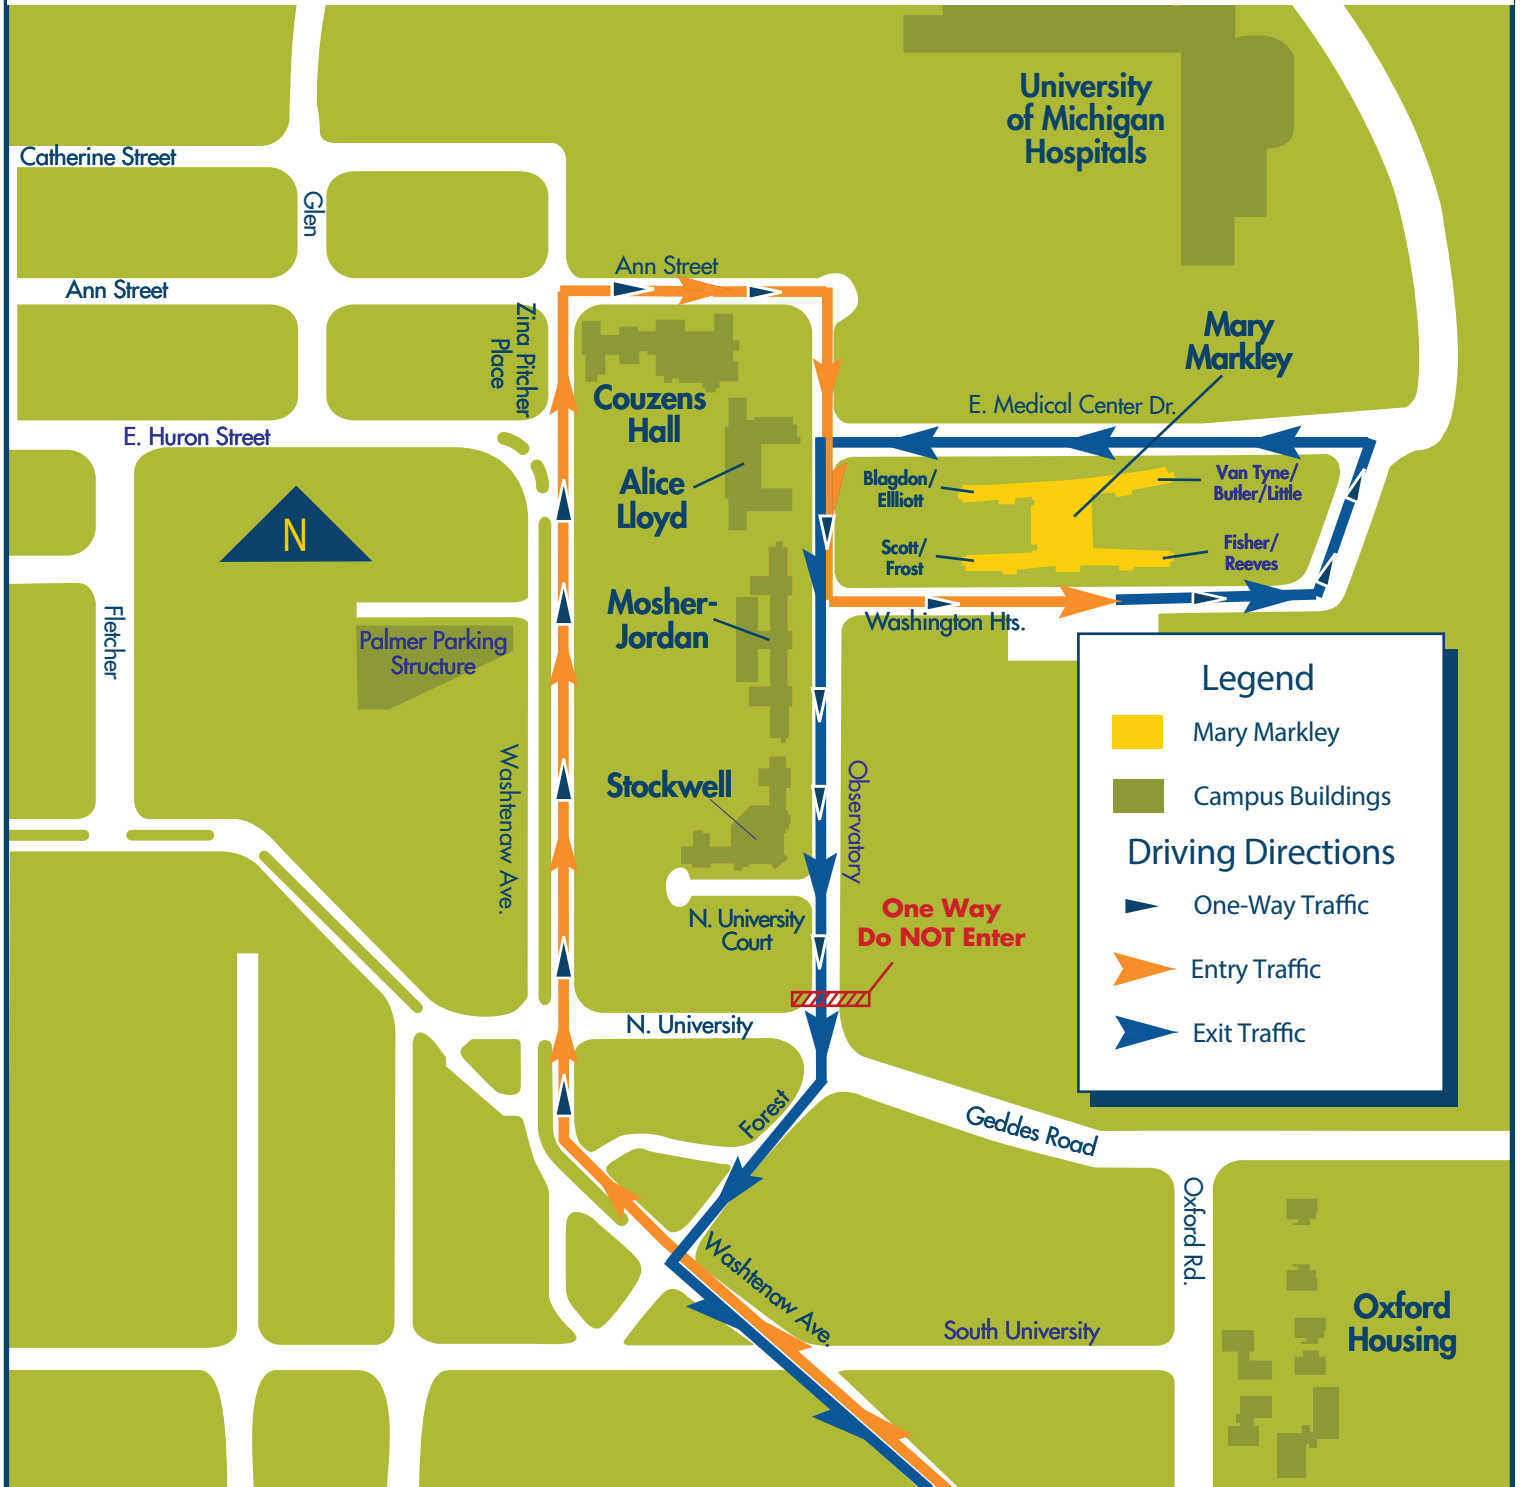 University
of Michigan
Hospitals
Catherine Street
Glen
Ann Street
Ann Street
Zina Pitcher
Place
Mary
Markley
Couzens
Hall
E. Medical Center Dr.
E. Huron Street
Alice
Lloyd
Blagdon/
Ellliott
Van Tyne/
Butler/Little
N
Scott/
Frost
Fisher/
Reeves
Mosher-
Jordan
Washington Hts.
Fletcher
Palmer Parking
Structure
Legend
Mary Markley
Campus Buildings
Driving Directions
One-Way Traffic
Entry Traffic
Exit Traffic
Washtenaw Ave.
Stockwell
Observatory
N. University
Court
One Way
Do NOT Enter
N. University
Forest
Geddes Road
Oxford Rd.
Washtenaw Ave.
South University
Oxford
Housing